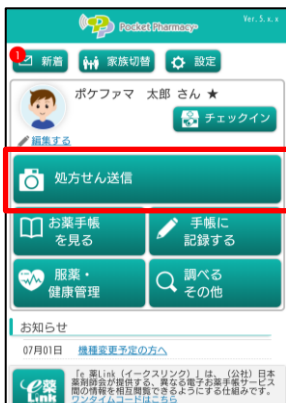 Pocket Pharmacy
Ver.5.x.x
1
新着
家族切替
設定
ポケファマ 太郎 さん ★
チェックイン
編集する
処方せん送信
お薬手帳
を見る
手帳に
記録する
服薬・
健康管理
調べる
その他
お知らせ
07月01日 機種変更予定の方へ
e薬
Link
「e 薬Link（イークスリンク）」は、（公社）日本
薬剤師会が提供する、異なる電子お薬手帳サービス
間の情報を相互閲覧できるようにする仕組みです。
ワンタイムコードはこちら